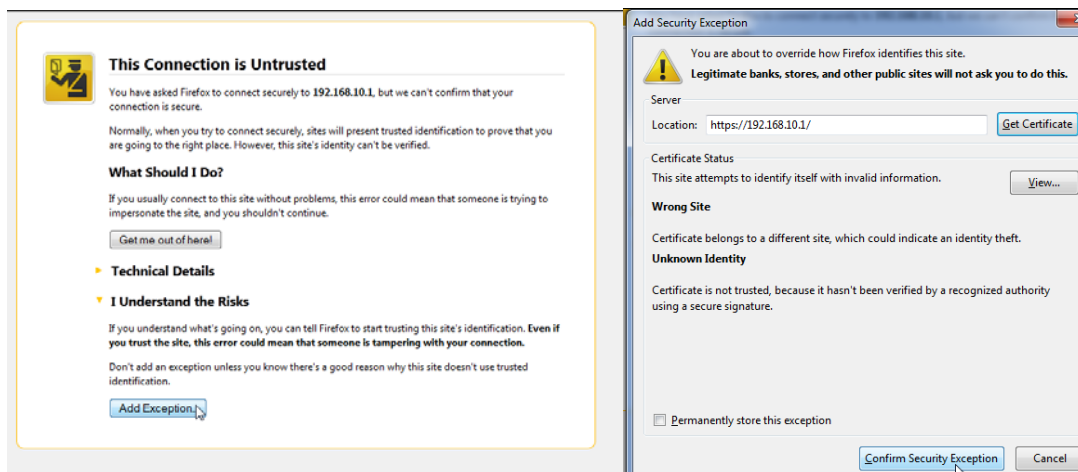 This Connection is Untrusted
You have asked Firefox to connect securely to 192.168.10.1, but we can't confirm that your
connection is secure.
Normally, when you try to connect securely, sites will present trusted identification to prove that you
are going to the right place. However, this site's identity can't be verified.
What Should I Do?
If you usually connect to this site without problems, this error could mean that someone is trying to
impersonate the site, and you shouldn't continue.
Get me out of here!
Technical Details
I Understand the Risks
If you understand what's going on, you can tell Firefox to start trusting this site's identification. Even if
you trust the site, this error could mean that someone is tampering with your connection.
Don't add an exception unless you know there's a good reason why this site doesn't use trusted
identification.
Add Exception...
Add Security Exception
You are about to override how Firefox identifies this site.
Legitimate banks, stores, and other public sites will not ask you to do this.
Server
Location: https://192.168.10.1/ Get Certificate
Certificate Status
This site attempts to identify itself with invalid information.
View...
Wrong Site
Certificate belongs to a different site, which could indicate an identity theft.
Unknown Identity
Certificate is not trusted, because it hasn't been verified by a recognized authority
using a secure signature.
Permanently store this exception
Confirm Security Exception Cancel